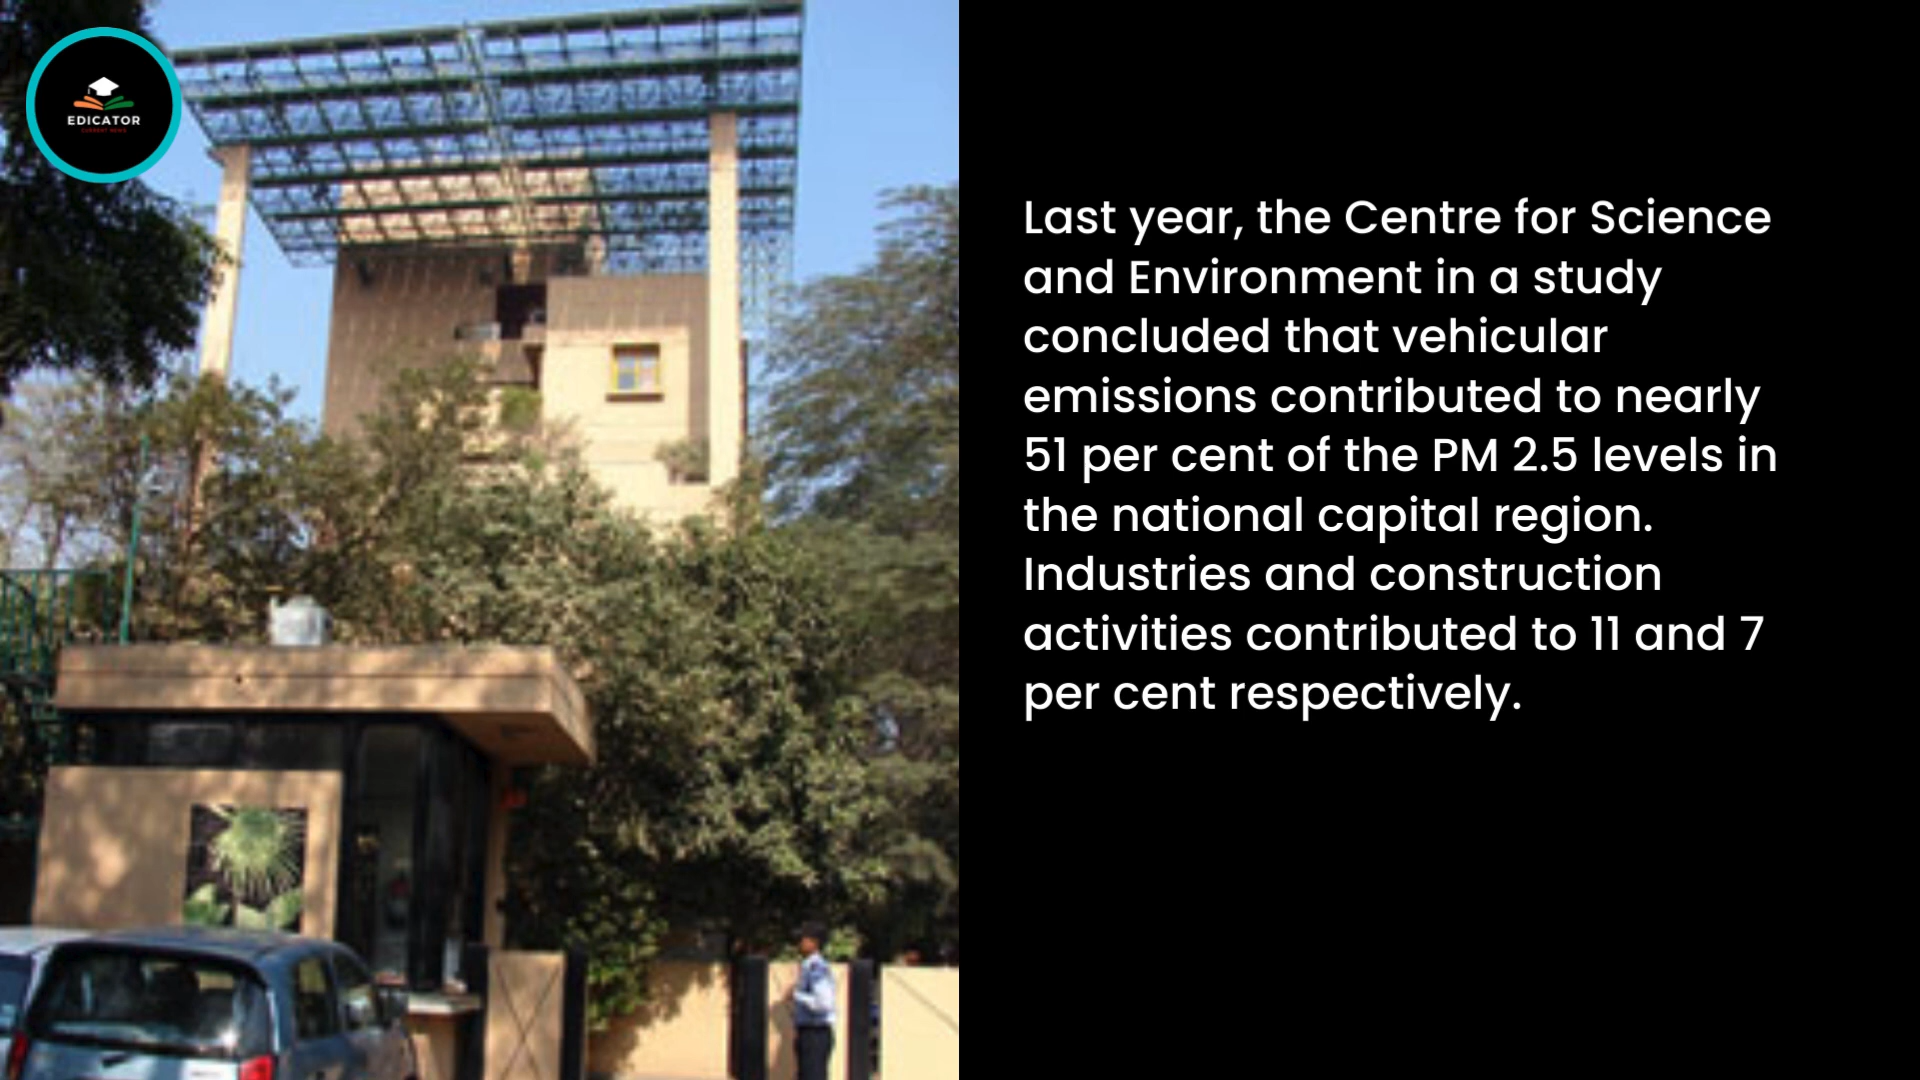 EDICATOR
CURRENT NEWS
Last year, the Centre for Science
and Environment in a study
concluded that vehicular
emissions contributed to nearly
51 per cent of the PM 2.5 levels in
the national capital region.
Industries and construction
activities contributed to 11 and 7
per cent respectively.